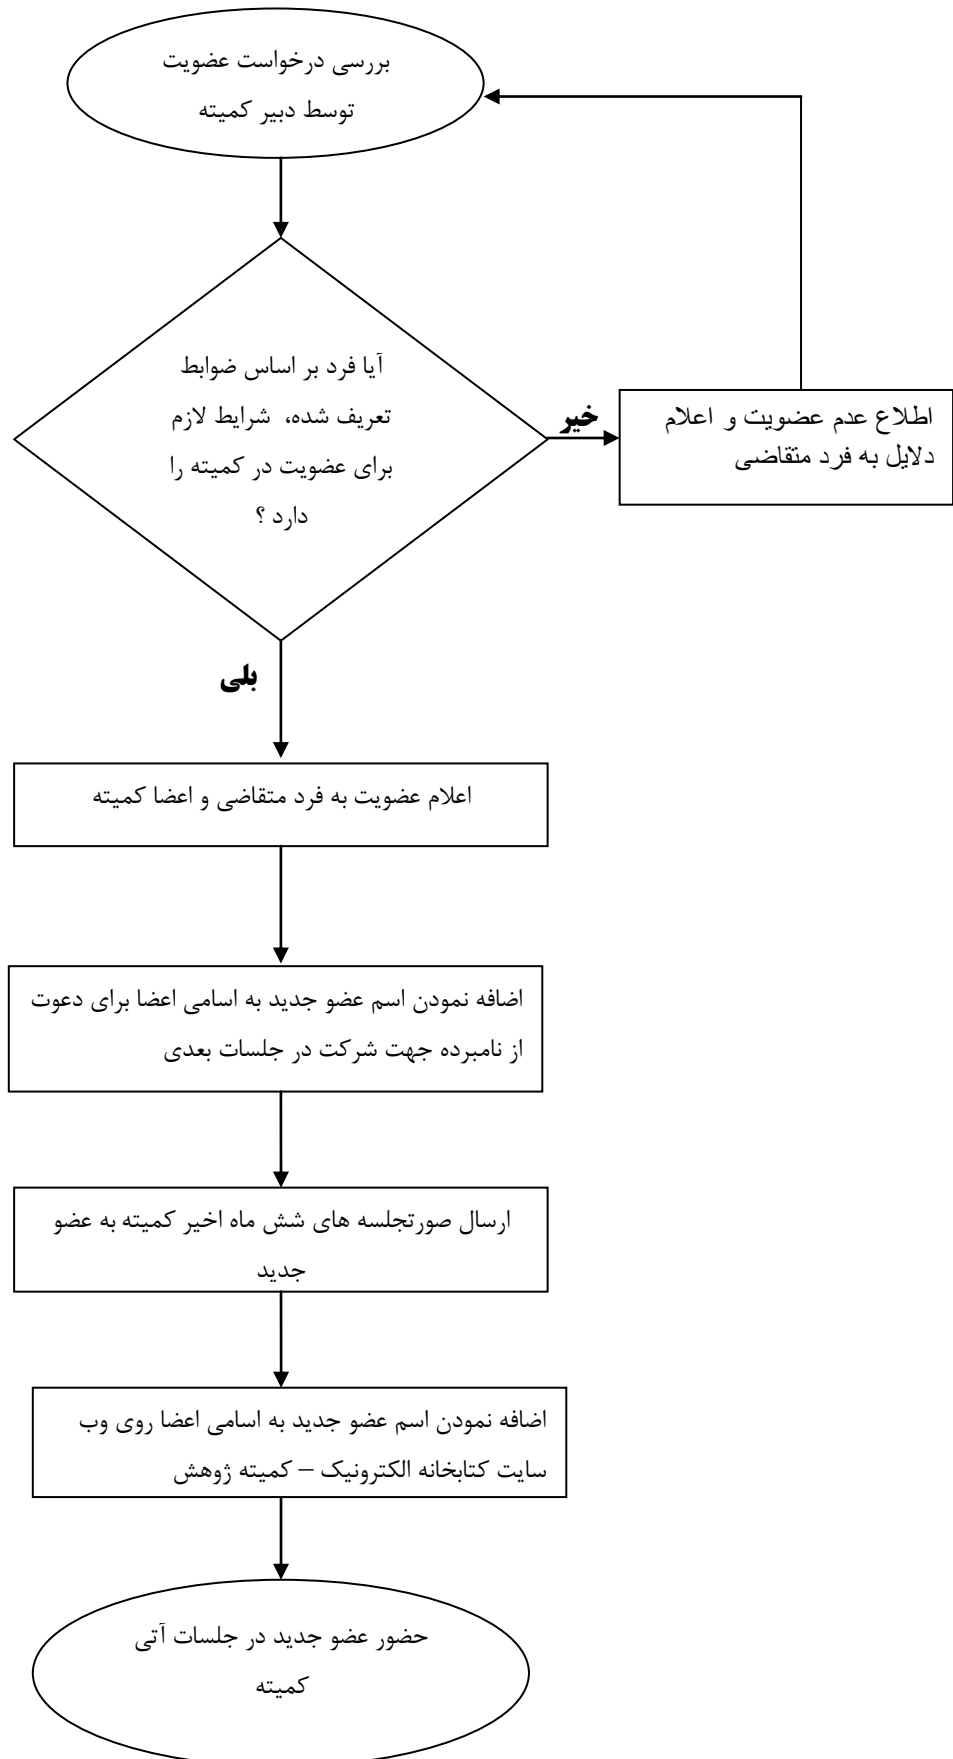 بررسی درخواست عضویت
توسط دبیر کمیته
آیا فرد بر اساس ضوابط
تعریف شده، شرایط لازم
برای عضویت در کمیته را
دارد ؟
خیر
اطلاع عدم عضویت و اعلام
دلایل به فرد متقاضی
بلی
اعلام عضویت به فرد متقاضی و اعضا کمیته
اضافه نمودن اسم عضو جدید به اسامی اعضا برای دعوت
از نامبرده جهت شرکت در جلسات بعدی
ارسال صورتجلسه های شش ماه اخیر کمیته به عضو
جدید
اضافه نمودن اسم عضو جدید به اسامی اعضا روی وب
سایت کتابخانه الکترونیک – کمیته ژوهش
حضور عضو جدید در جلسات آتی
کمیته